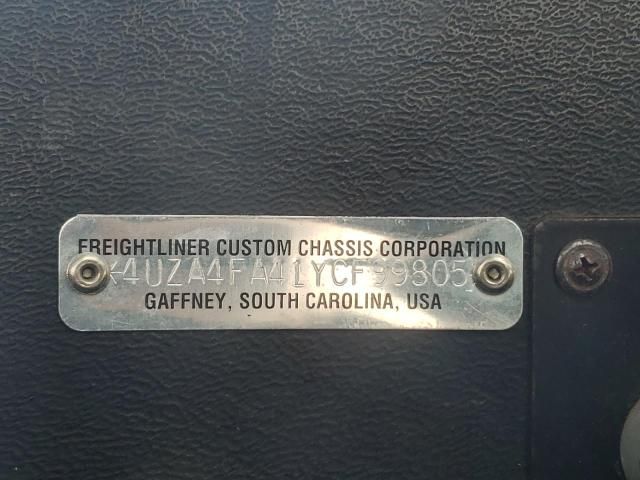 FREIGHTLINER CUSTOM CHASSIS CORPORATION
4UZA4FA41YCF99805
GAFFNEY, SOUTH CAROLINA, USA